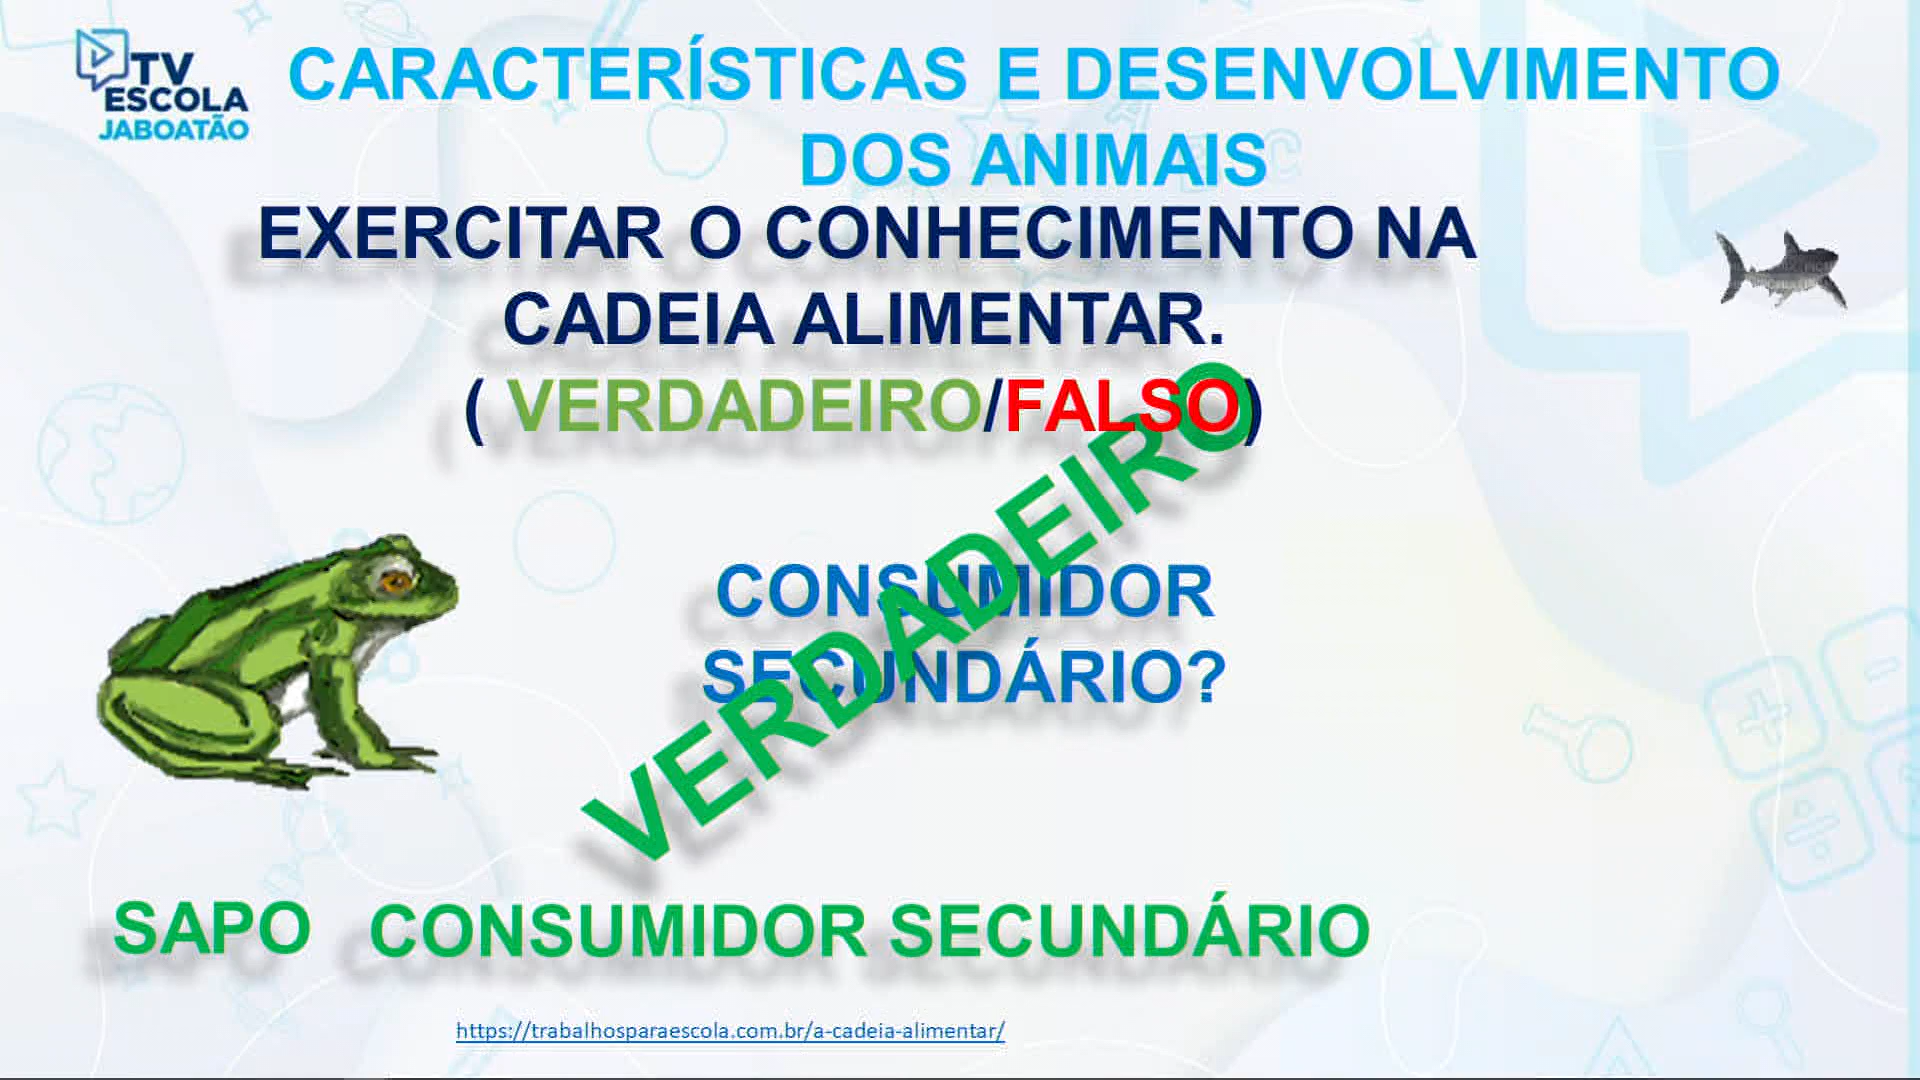 TV
ESCOLA
JABOATÃO
CARACTERÍSTICAS E DESENVOLVIMENTO
DOS ANIMAIS
EXERCITAR O CONHECIMENTO NA
CADEIA ALIMENTAR.
( VERDADEIRO/FALSO)
CONSUMIDOR
SECUNDÁRIO?
VERDADEIRO
SAPO CONSUMIDOR SECUNDÁRIO
https://trabalhosparaescola.com.br/a-cadeia-alimentar/